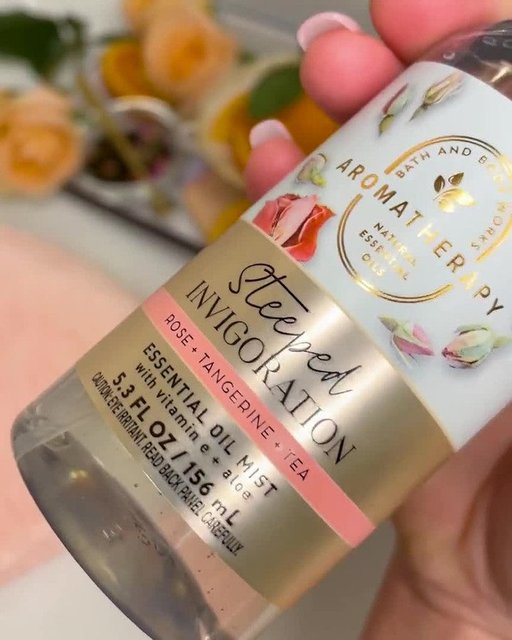 BATH AND BODY WORKS
AROMATHERAPY
NATURAL
ESSENTIAL
OILS
Steeped
INVIGORATION
ROSE + TANGERINE + TEA
ESSENTIAL OIL MIST
with vitamin e + aloe
5.3 FL OZ / 156 mL
CAUTION: EYE IRRITANT. READ BACK PANEL CAREFULLY